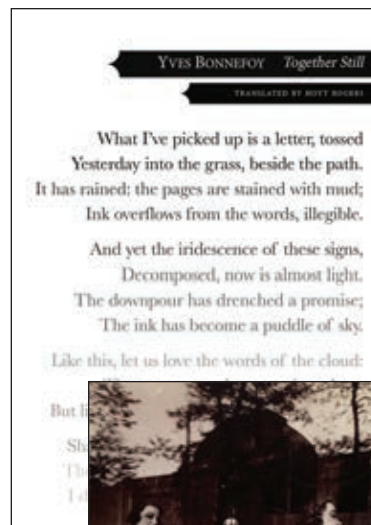 YVES BONNEFOY Together Still
TRANSLATED BY HOYT ROGERS
What I've picked up is a letter, tossed
Yesterday into the grass, beside the path.
It has rained; the pages are stained with mud;
Ink overflows from the words, illegible.
And yet the iridescence of these signs,
Decomposed, now is almost light.
The downpour has drenched a promise;
The ink has become a puddle of sky.
Like this, let us love the words of the cloud:
But
I